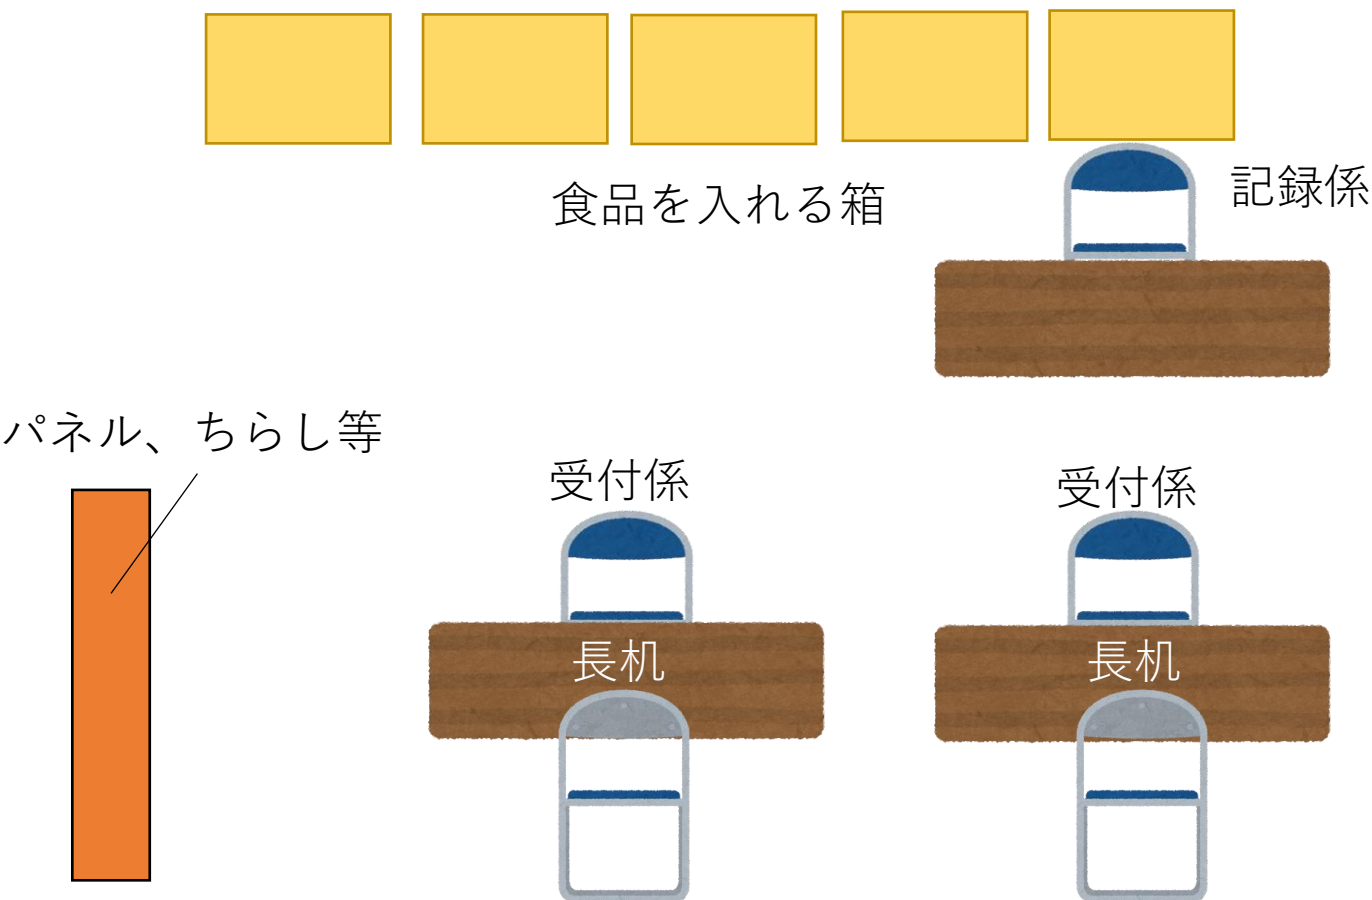 食品を入れる箱
記録係
パネル、ちらし等
受付係
受付係
長机
長机